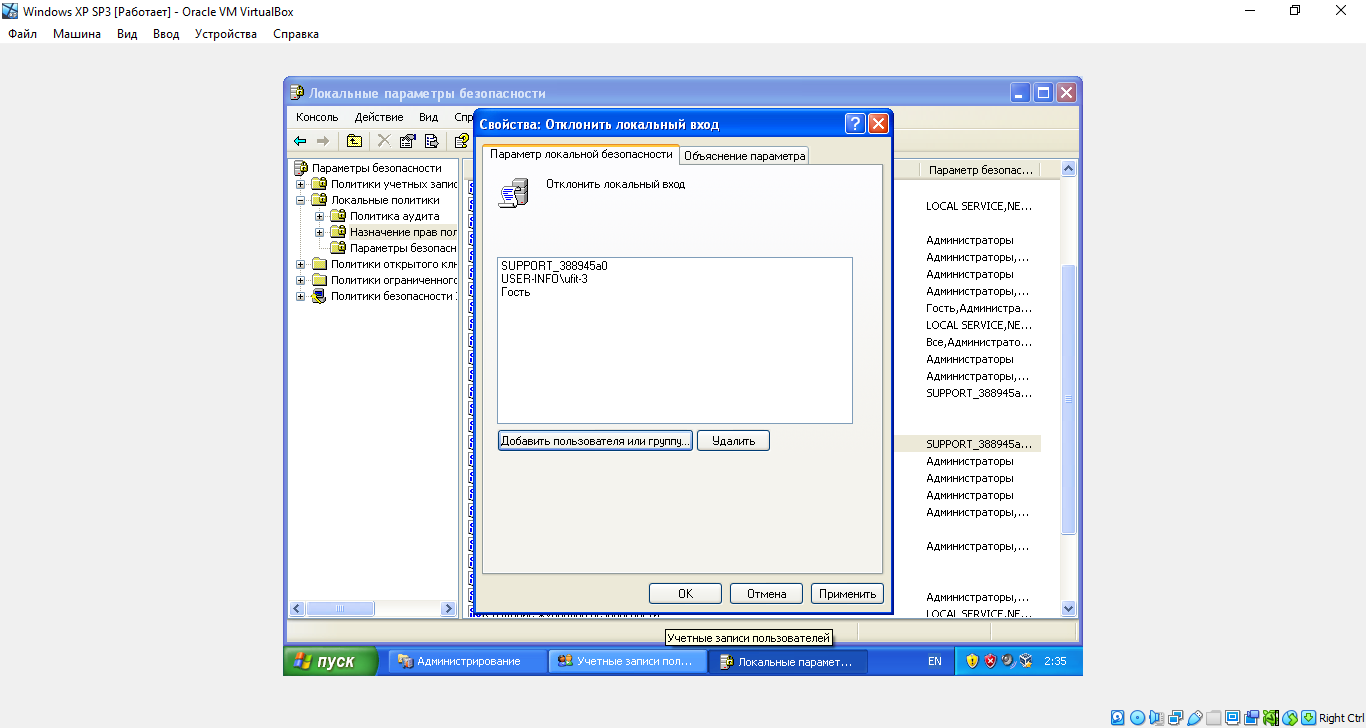 Windows XP SP3 [Работает] - Oracle VM VirtualBox
Файл Машина Вид Ввод Устройства Справка
Локальные параметры безопасности
Консоль Действие Вид Спр
Свойства: Отклонить локальный вход
Параметр локальной безопасности Объяснение параметра
Отклонить локальный вход
SUPPORT_388945a0
USER-INFO\ufit-3
Гость
Добавить пользователя или группу... Удалить
OK Отмена Применить
Параметры безопасности
Политики учетных запис
Локальные политики
Политика аудита
Назначение прав пол
Параметры безопасн
Политики открытого клю
Политики ограниченного
Политики безопасности
Параметр безопас...
LOCAL SERVICE,NE...
Администраторы
Администраторы,...
Администраторы
Администраторы,...
Гость,Администра...
LOCAL SERVICE,NE...
Все,Администрато...
Администраторы
Администраторы,...
SUPPORT_388945a...
SUPPORT_388945a...
Администраторы
Администраторы
Администраторы
Администраторы,...
Администраторы,...
Администраторы,...
LOCAL SERVICE,NE...
Учетные записи пользователей
пуск Администрирование Учетные записи пол... Локальные парамет... EN 2:35
Right Ctrl